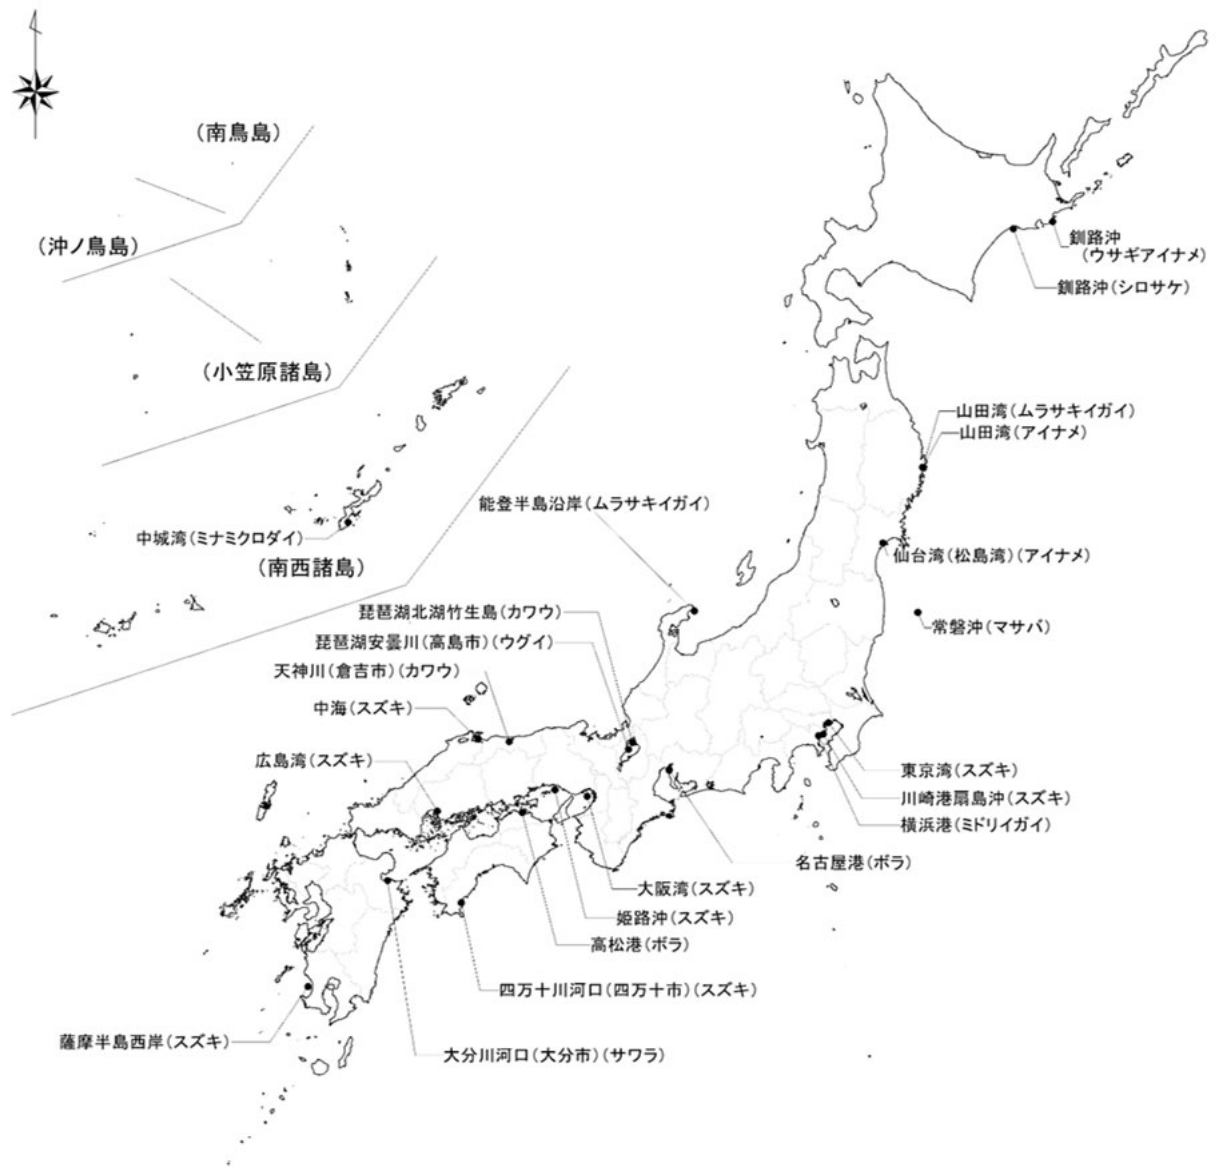 （南鳥島）
（沖ノ鳥島）
釧路沖
（ウサギアイナメ）
釧路沖（シロサケ）
（小笠原諸島）
山田湾（ムラサキイガイ）
山田湾（アイナメ）
能登半島沿岸（ムラサキイガイ）
中城湾（ミナミクロダイ）
仙台湾（松島湾）（アイナメ）
（南西諸島）
琵琶湖北湖竹生島（カワウ）
常磐沖（マサバ）
琵琶湖安曇川（高島市）（ウグイ）
天神川（倉吉市）（カワウ）
中海（スズキ）
広島湾（スズキ）
東京湾（スズキ）
川崎港扇島沖（スズキ）
横浜港（ミドリイガイ）
名古屋港（ボラ）
大阪湾（スズキ）
姫路沖（スズキ）
高松港（ボラ）
四万十川河口（四万十市）（スズキ）
薩摩半島西岸（スズキ）
大分川河口（大分市）（サワラ）